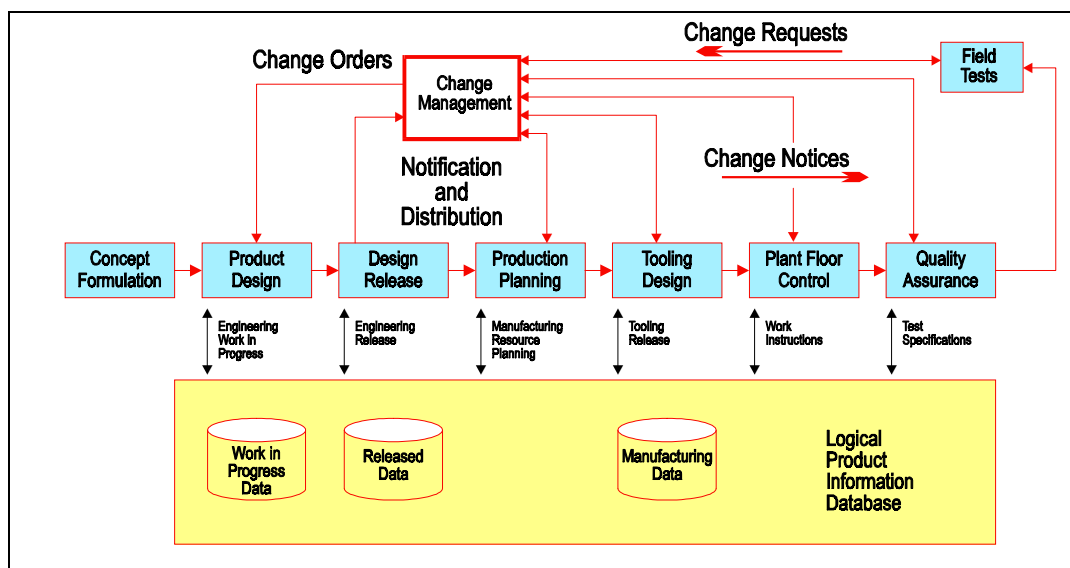 Change Requests
Change Orders
Field
Tests
Change
Management
Change Notices
Notification
and
Distribution
Concept
Formulation
Product
Design
Design
Release
Production
Planning
Tooling
Design
Plant Floor
Control
Quality
Assurance
Engineering
Work in
Progress
Engineering
Release
Manufacturing
Resource
Planning
Tooling
Release
Work
Instructions
Test
Specifications
Work in
Progress
Data
Released
Data
Manufacturing
Data
Logical
Product
Information
Database